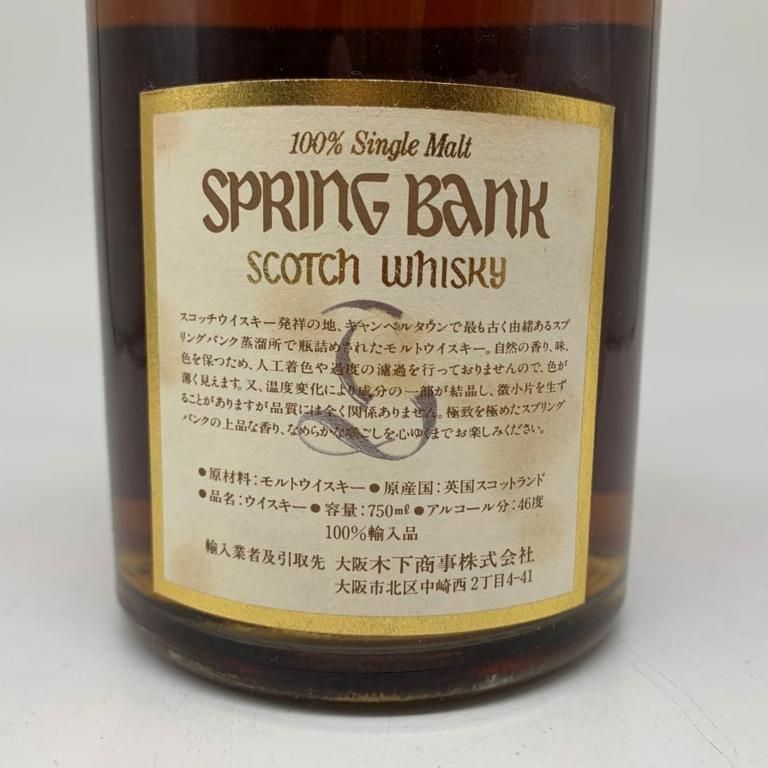 100% Single Malt
SPRING BANK
SCOTCH WHISKY
スコッチウイスキー発祥の地、キャンベルタウンで最も古く由緒あるスプ
リングバンク蒸溜所で瓶詰めされたモルトウイスキー。自然の香り、味、
色を保つため、人工着色や過度の濾過を行っておりませんので、色が
薄く見えます。又、温度変化により成分の一部が結晶し、微小片を生ず
ることがありますが品質には全く関係ありません。極致を極めたスプリング
バンクの上品な香り、なめらかな喉ごしを心ゆくまでお楽しみください。
●原材料：モルトウイスキー●原産国：英国スコットランド
●品名：ウイスキー●容量：750mℓ●アルコール分：46度
100%輸入品
輸入業者及引取先 大阪木下商事株式会社
大阪市北区中崎西2丁目4-41